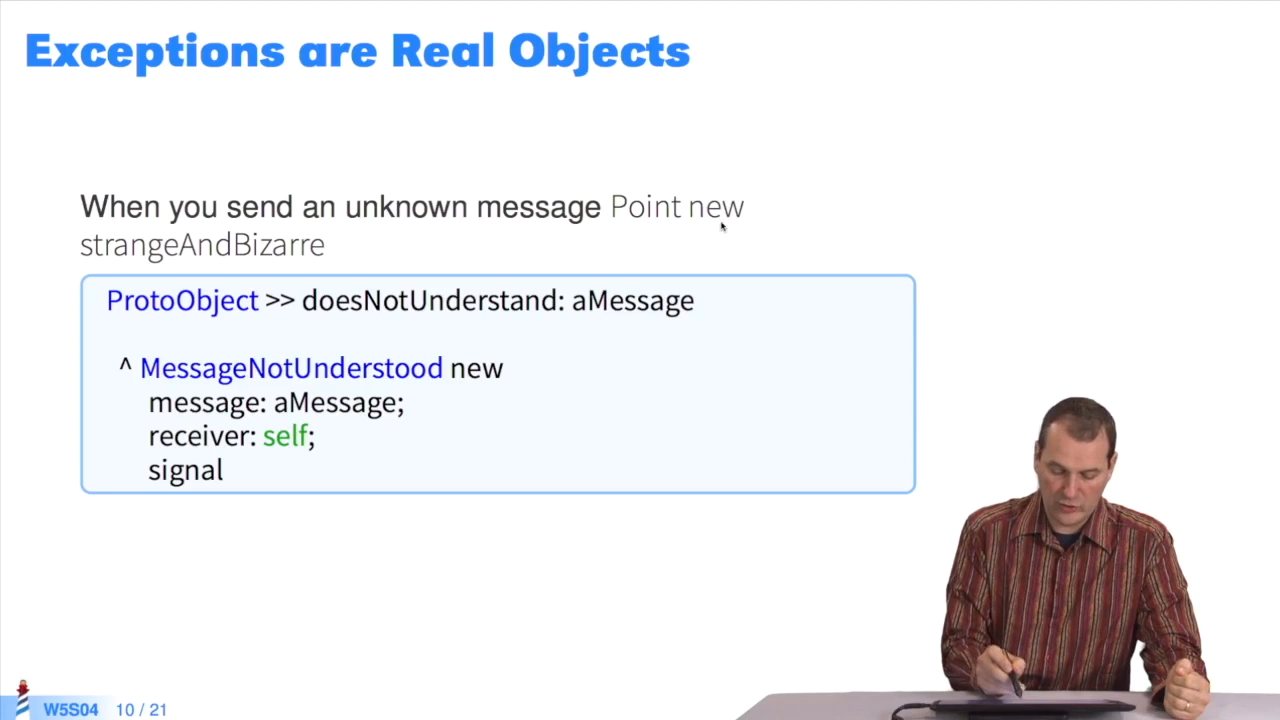 Exceptions are Real Objects
When you send an unknown message Point new
strangeAndBizarre
ProtoObject >> doesNotUnderstand: aMessage
^ MessageNotUnderstood new
message: aMessage;
receiver: self;
signal
W5S04 10 / 21